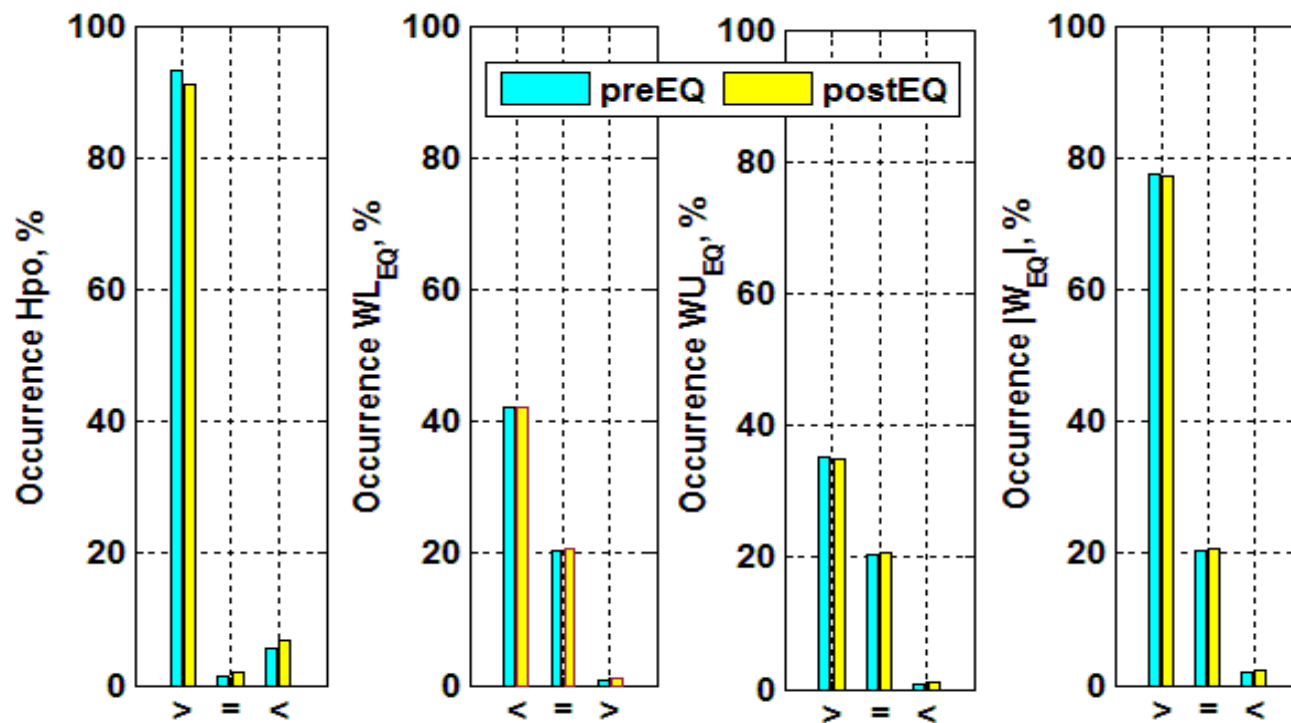 Occurrence Hpo, %
100
80
60
40
20
0
> = <
Occurrence WL_EQ, %
100
80
60
40
20
0
< = >
preEQ postEQ
Occurrence WU_EQ, %
100
80
60
40
20
0
> = <
Occurrence |W_EQ|, %
100
80
60
40
20
0
> = <